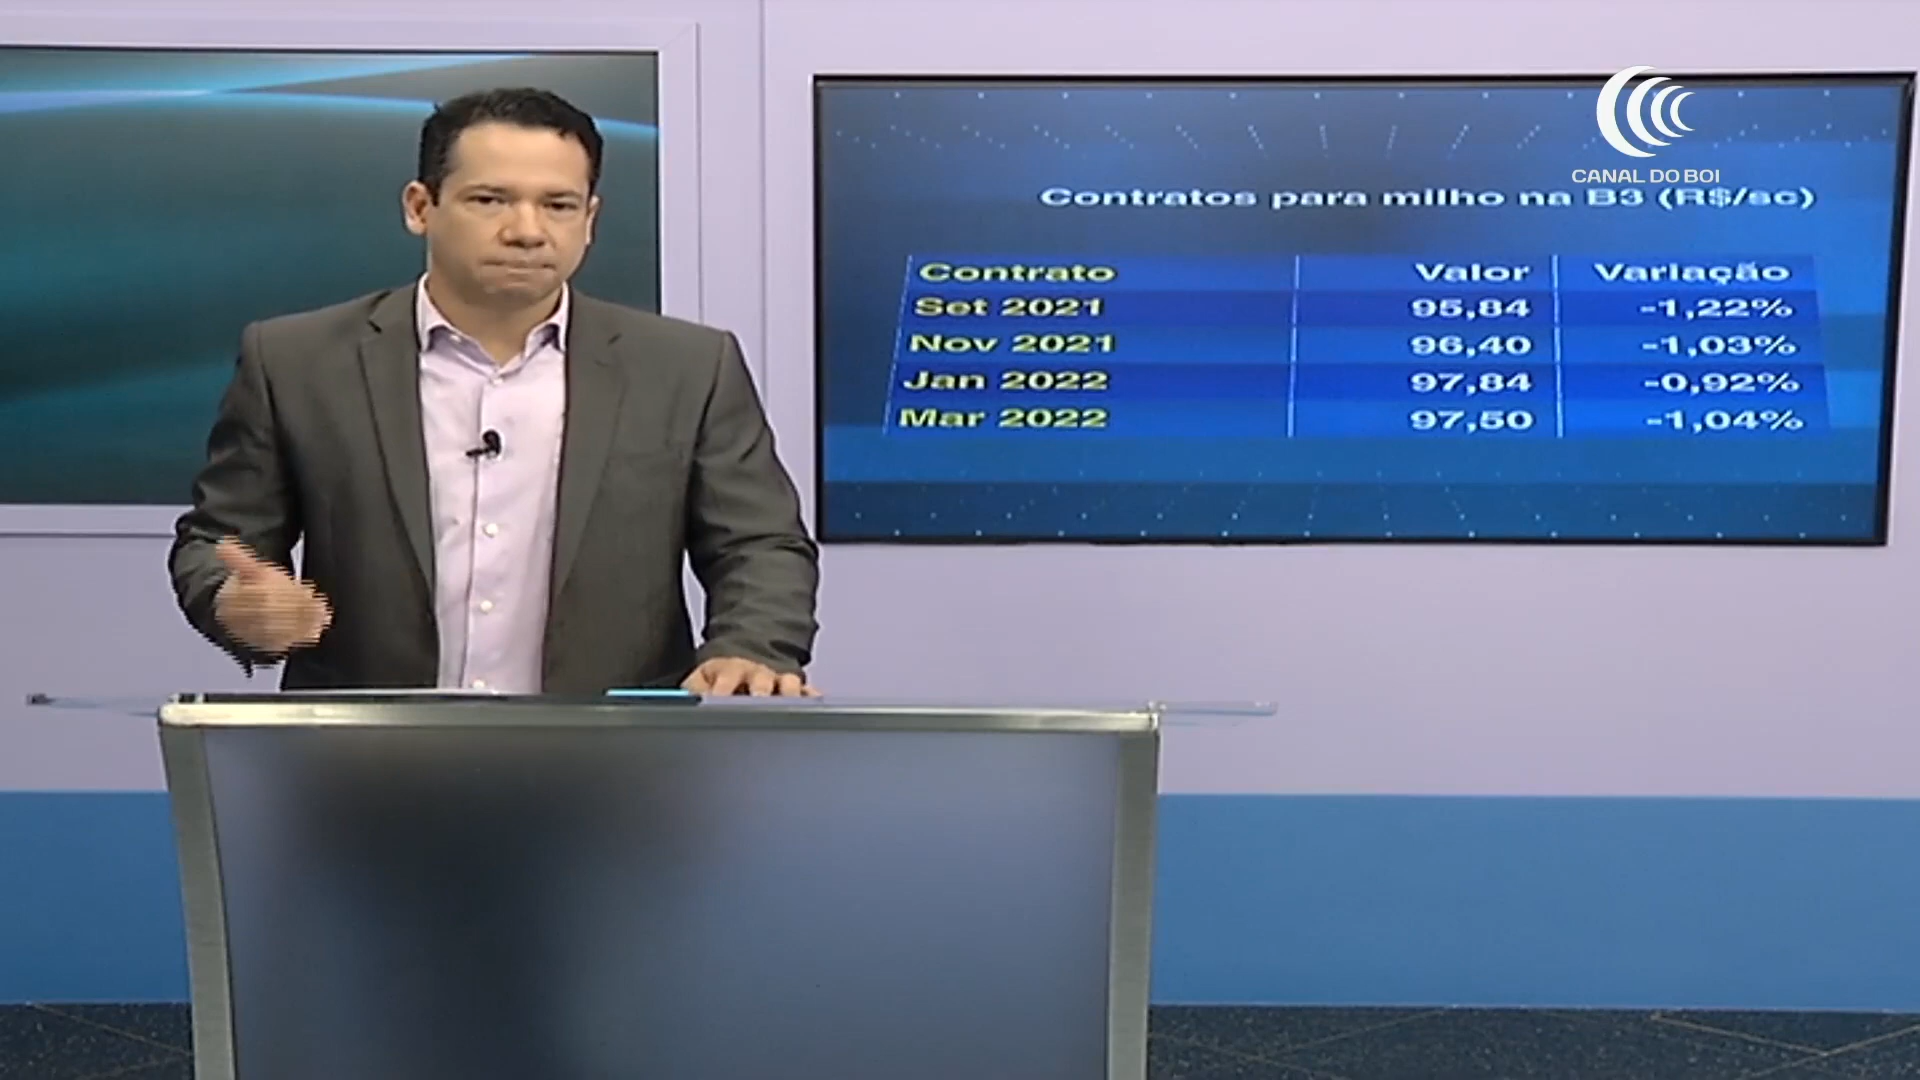 CANAL DO BOI
Contratos para milho na B3 (R$/sc)
Contrato Valor Variação
Set 2021 95,84 -1,22%
Nov 2021 96,40 -1,03%
Jan 2022 97,84 -0,92%
Mar 2022 97,50 -1,04%